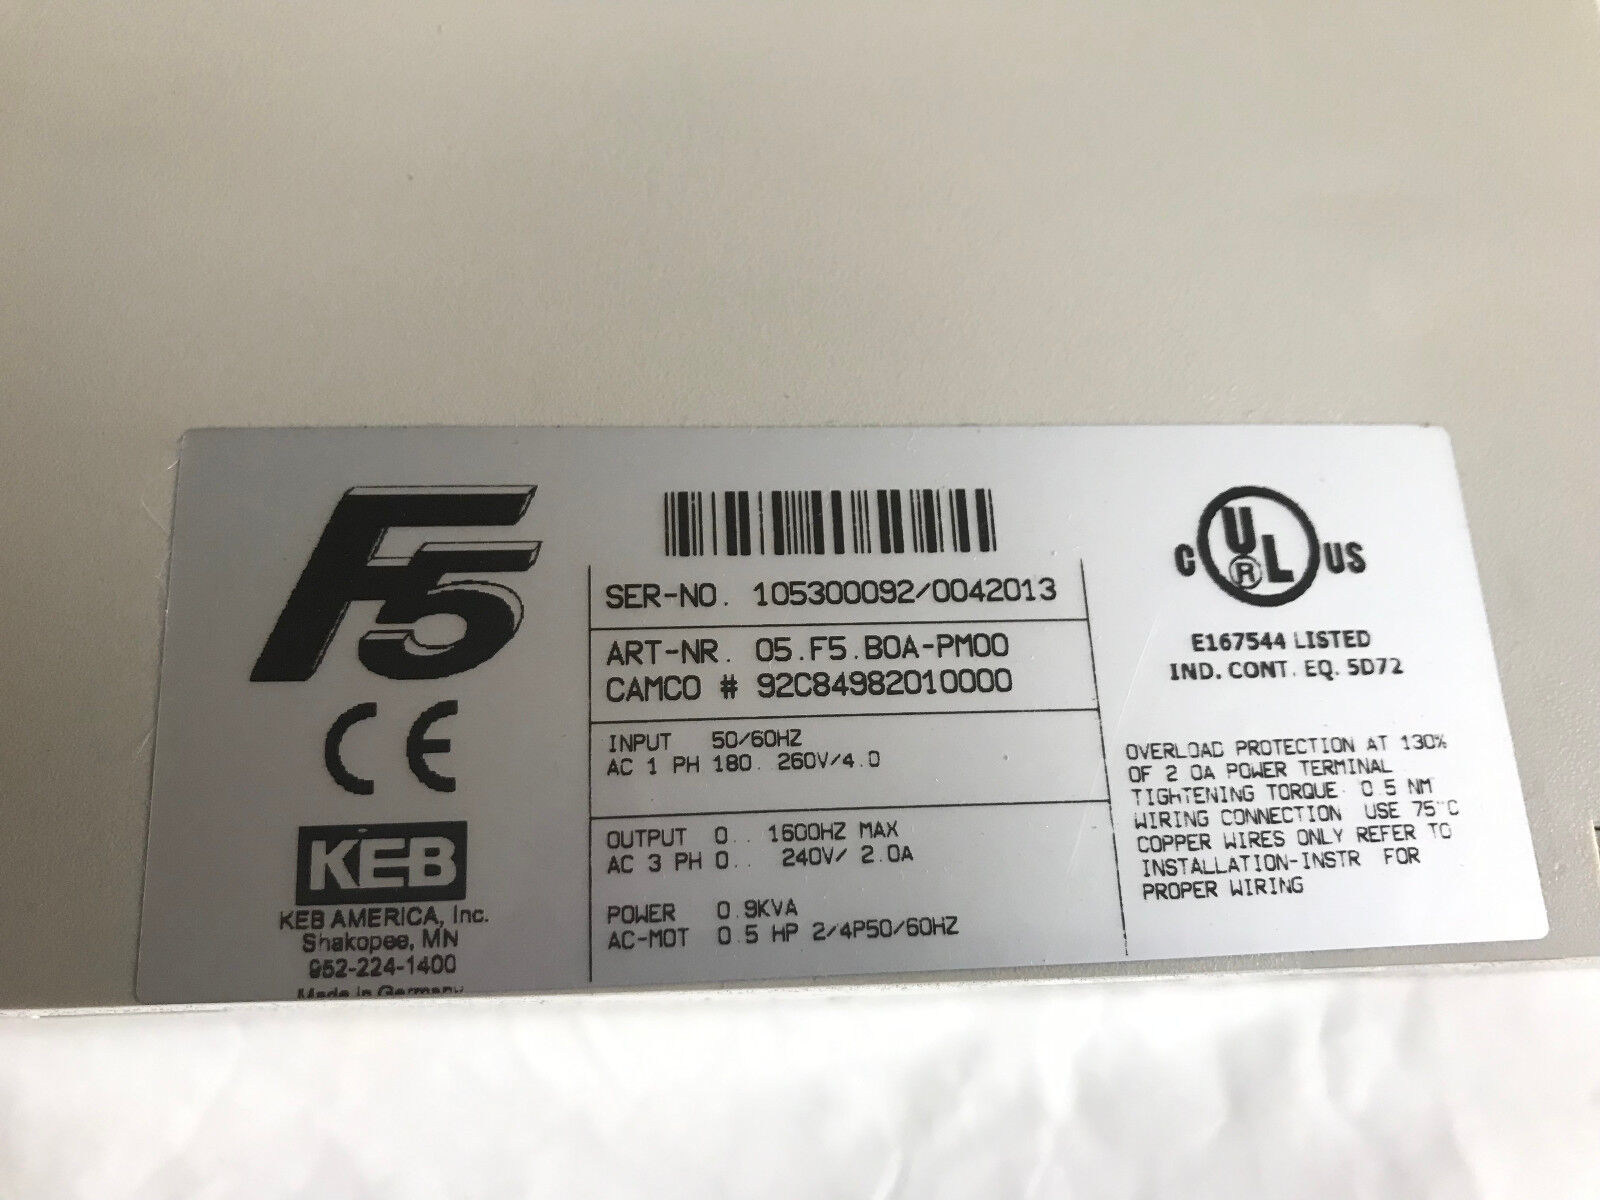 F5
CE
KEB
KEB AMERICA, Inc.
Shakopee, MN
952-224-1400
Made in Germany
SER-NO. 105300092/0042013
ART-NR. 05.F5.B0A-PM00
CAMCO # 92C84982010000
INPUT 50/60HZ
AC 1 PH 180. 260V/4.0
OUTPUT 0.. 1600HZ MAX
AC 3 PH 0.. 240V/ 2.0A
POWER 0.9KVA
AC-MOT 0.5 HP 2/4P50/60HZ
C UL US
®
E167544 LISTED
IND. CONT. EQ. 5D72
OVERLOAD PROTECTION AT 130%
OF 2 0A POWER TERMINAL
TIGHTENING TORQUE 0 5 NM
WIRING CONNECTION USE 75°C
COPPER WIRES ONLY REFER TO
INSTALLATION-INSTR FOR
PROPER WIRING